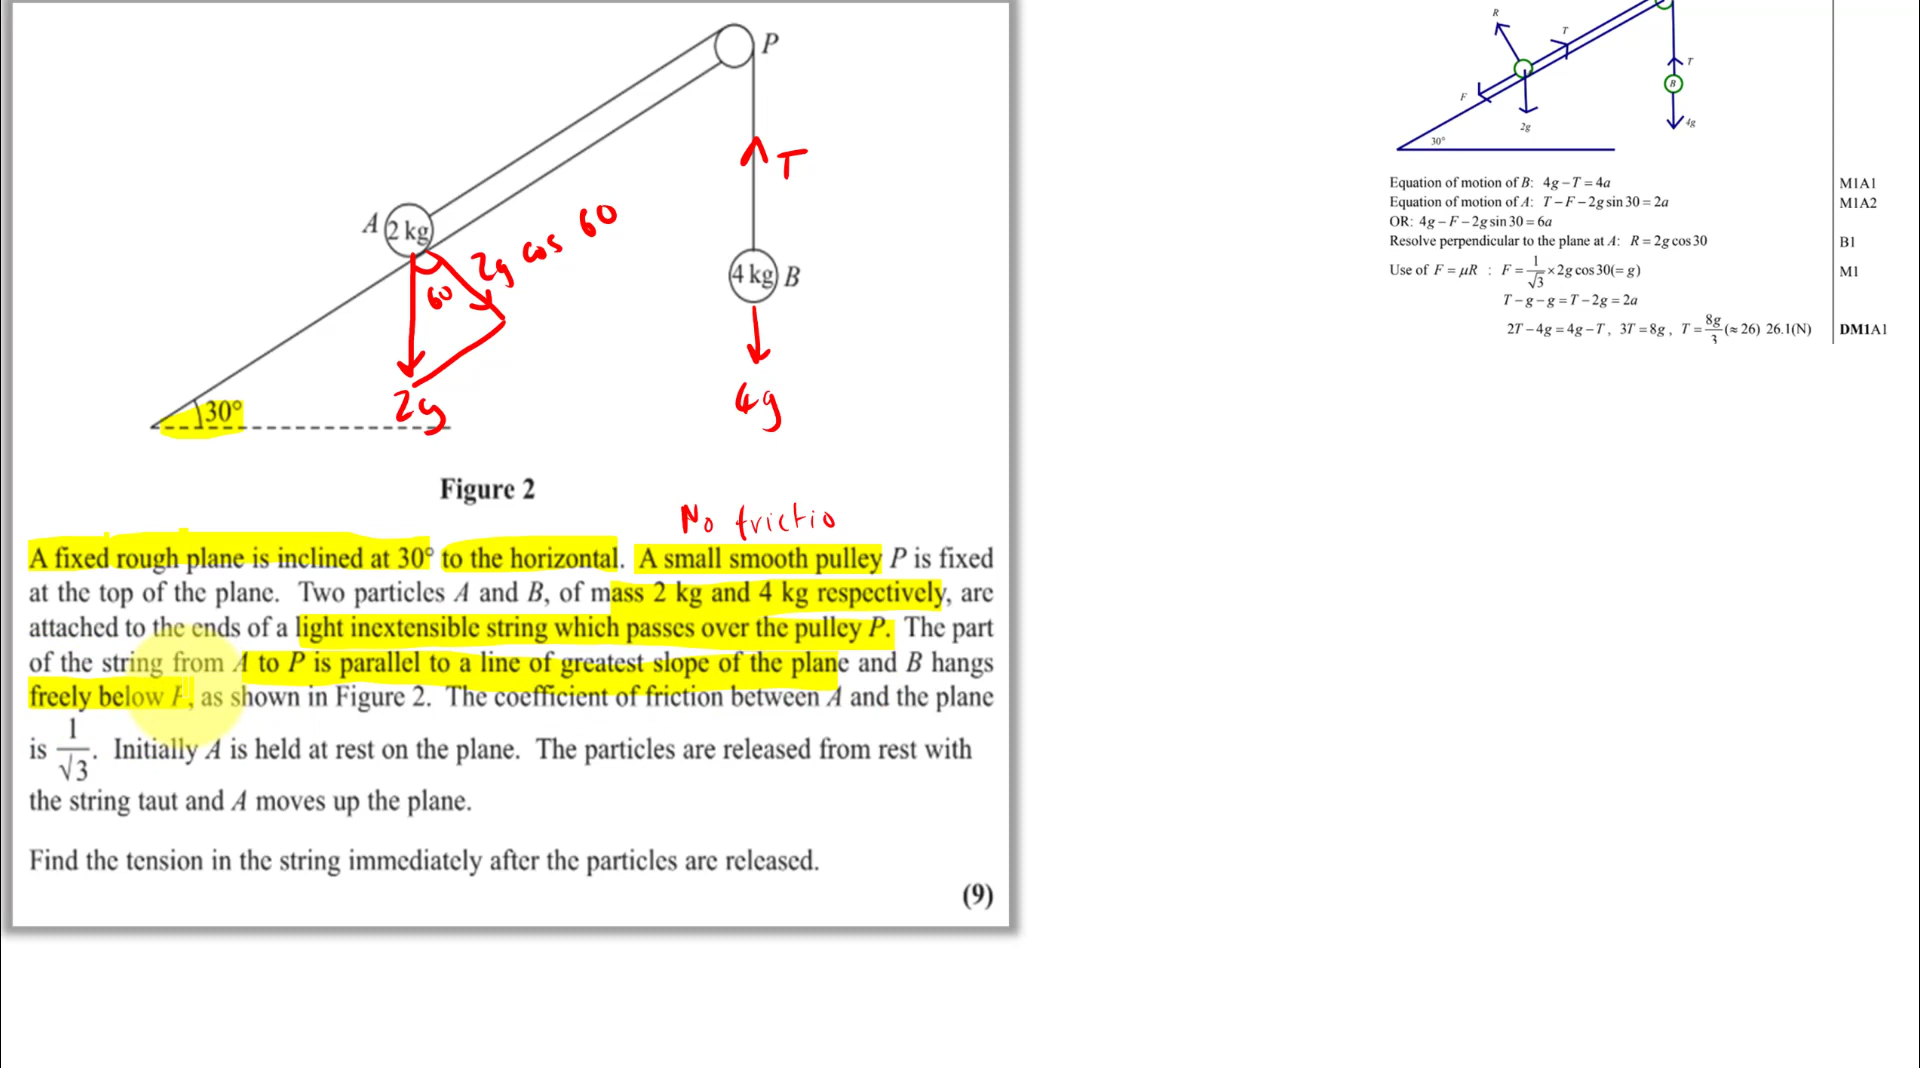 P
T
A 2 kg
2g cos 60
60
4 kg B
30°
2g
4g
Figure 2
No frictio
A fixed rough plane is inclined at 30° to the horizontal. A small smooth pulley P is fixed
at the top of the plane. Two particles A and B, of mass 2 kg and 4 kg respectively, are
attached to the ends of a light inextensible string which passes over the pulley P. The part
of the string from A to P is parallel to a line of greatest slope of the plane and B hangs
freely below P, as shown in Figure 2. The coefficient of friction between A and the plane
is 1/√3. Initially A is held at rest on the plane. The particles are released from rest with
the string taut and A moves up the plane.
Find the tension in the string immediately after the particles are released.
(9)
R
T
T
F
B
2g
4g
30°
Equation of motion of B: 4g − T = 4a M1A1
Equation of motion of A: T − F − 2g sin 30 = 2a M1A2
OR: 4g − F − 2g sin 30 = 6a
Resolve perpendicular to the plane at A: R = 2g cos 30 B1
Use of F = μR : F = 1/√3 × 2g cos 30(= g) M1
T − g − g = T − 2g = 2a
2T − 4g = 4g − T, 3T = 8g, T = 8g/3 (≈ 26) 26.1(N) DM1A1